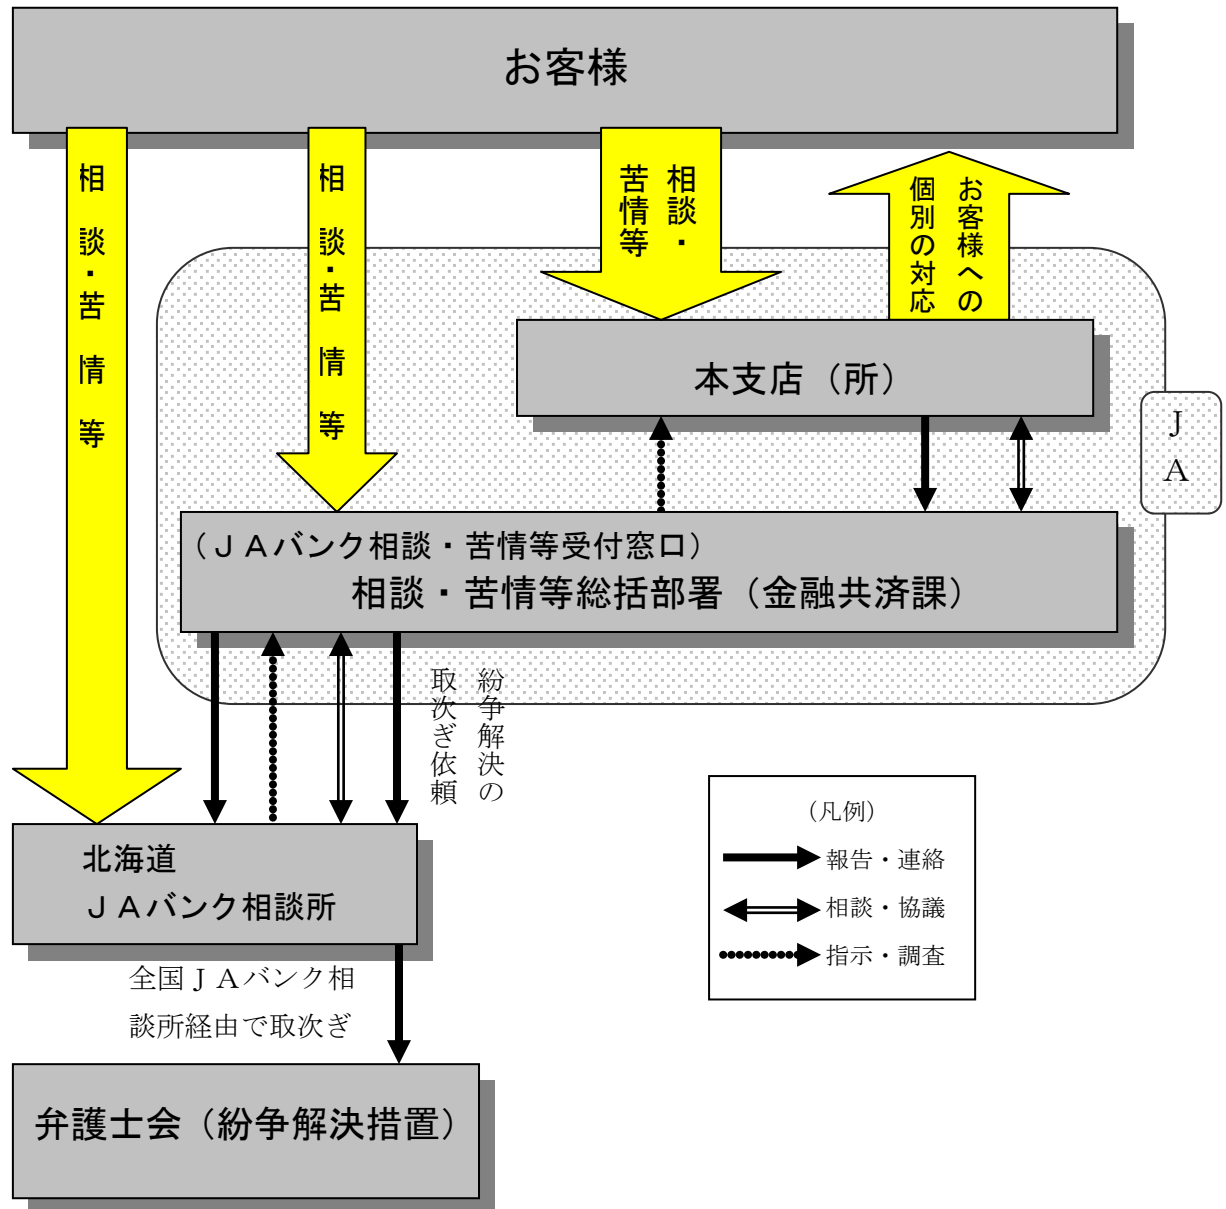 お客様
相談・苦情等
相談・苦情等
相談・
苦情等
お客様への
個別の対応
本支店（所）
ＪＡ
（ＪＡバンク相談・苦情等受付窓口）
相談・苦情等総括部署（金融共済課）
紛争解決の
取次ぎ依頼
北海道
ＪＡバンク相談所
（凡例）
報告・連絡
相談・協議
指示・調査
全国ＪＡバンク相
談所経由で取次ぎ
弁護士会（紛争解決措置）